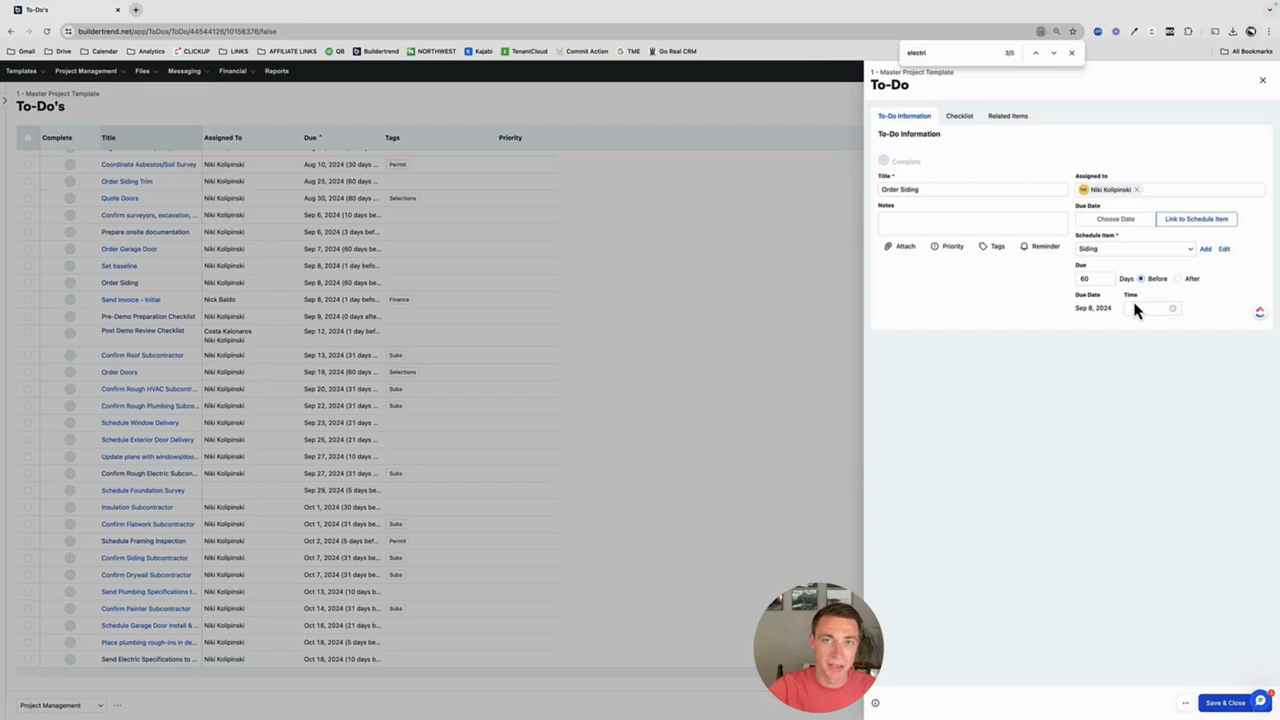 To-Do's
buildertrend.net/app/ToDos/ToDo/44544126/10156376/false
electri 3/5
Gmail Drive Calendar Analytics CLICKUP LINKS AFFILIATE LINKS QB Buildertrend NORTHWEST Kajabi TenantCloud Commit Action TME Go Real CRM All Bookmarks
Templates Project Management Files Messaging Financial Reports
1 - Master Project Template
To-Do's
Complete Title Assigned To Due Tags Priority
Coordinate Asbestos/Soil Survey Niki Kolipinski Aug 10, 2024 (30 days ... Permit
Order Siding Trim Niki Kolipinski Aug 25, 2024 (60 days ...
Quote Doors Niki Kolipinski Aug 30, 2024 (80 days ... Selections
Confirm surveyors, excavation, ... Niki Kolipinski Sep 6, 2024 (10 days be...
Prepare onsite documentation Niki Kolipinski Sep 6, 2024 (3 days bef...
Order Garage Door Niki Kolipinski Sep 7, 2024 (60 days b...
Set baseline Niki Kolipinski Sep 8, 2024 (1 day befo...
Order Siding Niki Kolipinski Sep 8, 2024 (60 days b...
Send Invoice - Initial Nick Baldo Sep 8, 2024 (1 day befo... Finance
Pre-Demo Preparation Checklist Niki Kolipinski Sep 9, 2024 (0 days afte...
Post Demo Review Checklist Costa Kalonaros Sep 12, 2024 (1 day bef...
Niki Kolipinski
Confirm Roof Subcontractor Niki Kolipinski Sep 13, 2024 (31 days ... Subs
Order Doors Niki Kolipinski Sep 19, 2024 (60 days ... Selections
Confirm Rough HVAC Subcontr... Niki Kolipinski Sep 20, 2024 (31 days ... Subs
Confirm Rough Plumbing Subco... Niki Kolipinski Sep 22, 2024 (31 days ... Subs
Schedule Window Delivery Niki Kolipinski Sep 23, 2024 (21 days ...
Schedule Exterior Door Delivery Niki Kolipinski Sep 25, 2024 (21 days ...
Update plans with windows/doo... Niki Kolipinski Sep 27, 2024 (10 days ...
Confirm Rough Electric Subcon... Niki Kolipinski Sep 27, 2024 (31 days ... Subs
Schedule Foundation Survey Sep 29, 2024 (5 days be...
Insulation Subcontractor Niki Kolipinski Oct 1, 2024 (30 days be...
Confirm Flatwork Subcontractor Niki Kolipinski Oct 1, 2024 (31 days be... Subs
Schedule Framing Inspection Niki Kolipinski Oct 2, 2024 (5 days bef... Permit
Confirm Siding Subcontractor Niki Kolipinski Oct 7, 2024 (31 days be... Subs
Confirm Drywall Subcontractor Niki Kolipinski Oct 7, 2024 (31 days be... Subs
Send Plumbing Specifications t... Niki Kolipinski Oct 13, 2024 (10 days b...
Confirm Painter Subcontractor Niki Kolipinski Oct 14, 2024 (31 days b... Subs
Schedule Garage Door Install & ... Niki Kolipinski Oct 16, 2024 (21 days b...
Place plumbing rough-ins in de... Niki Kolipinski Oct 18, 2024 (5 days be...
Send Electric Specifications to ... Niki Kolipinski Oct 18, 2024 (10 days b...
Project Management ...
1 - Master Project Template
To-Do
To-Do Information Checklist Related Items
To-Do Information
Complete
Title * Assigned to
Order Siding NK Niki Kolipinski
Notes Due Date
Choose Date Link to Schedule Item
Schedule Item *
Attach Priority Tags Reminder
Siding Add Edit
Due
60 Days Before After
Due Date Time
Sep 8, 2024
Save & Close